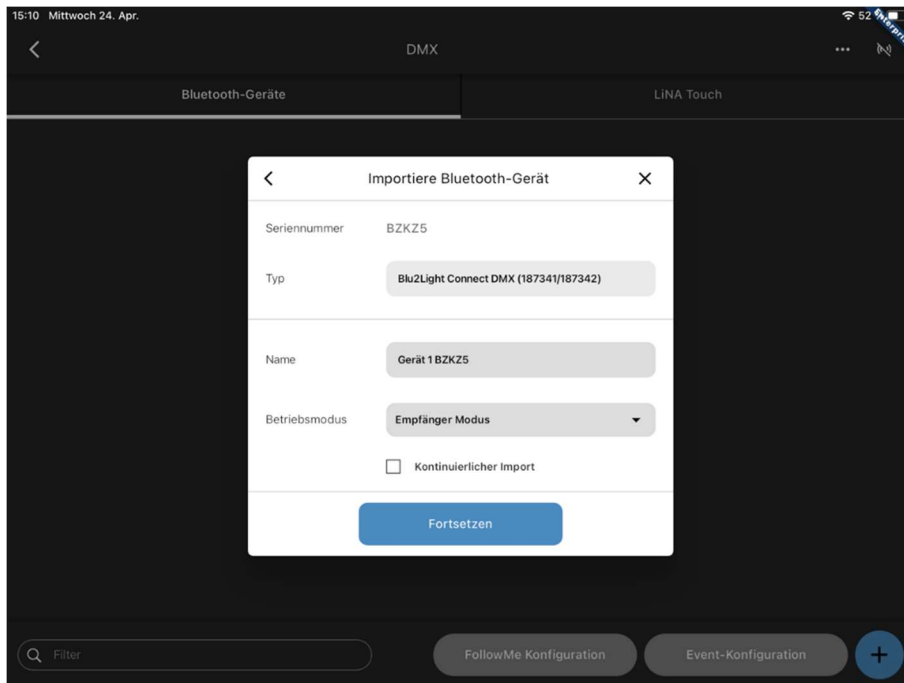 15:10 Mittwoch 24. Apr.
52
Enterpri
DMX
Bluetooth-Geräte
LiNA Touch
Importiere Bluetooth-Gerät
Seriennummer BZKZ5
Typ Blu2Light Connect DMX (187341/187342)
Name Gerät 1 BZKZ5
Betriebsmodus Empfänger Modus
Kontinuierlicher Import
Fortsetzen
Filter
FollowMe Konfiguration
Event-Konfiguration